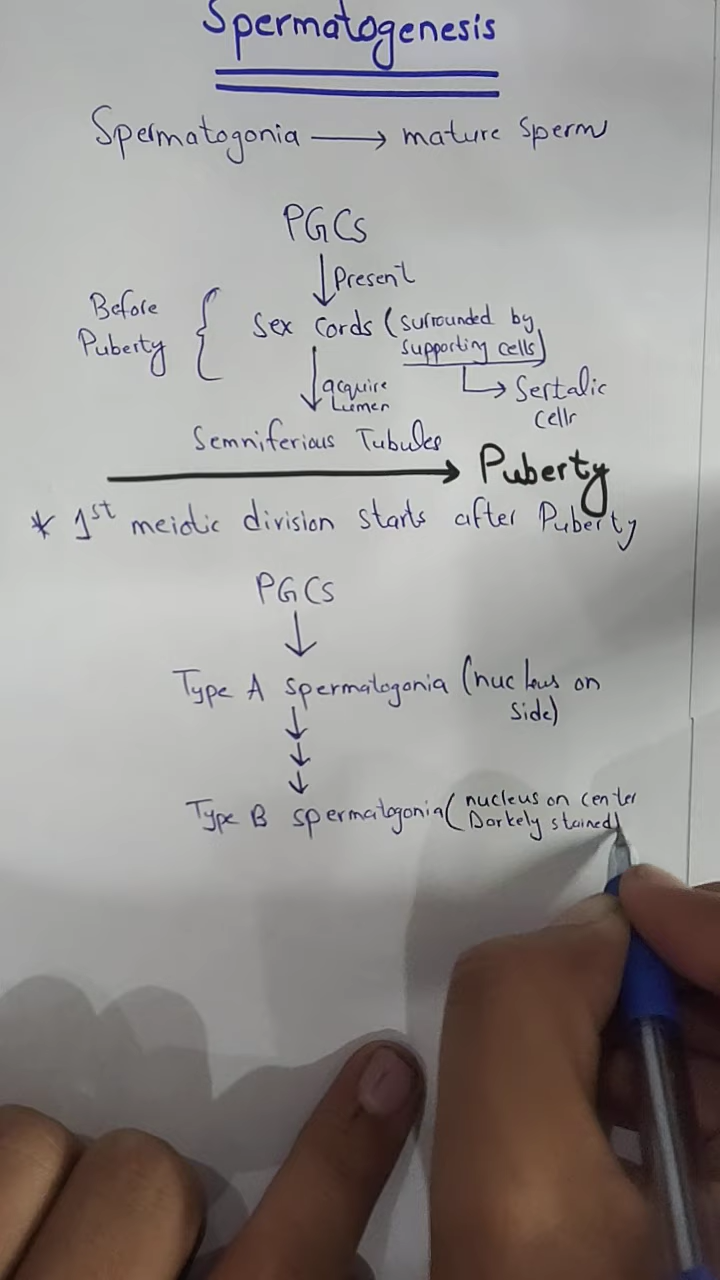 Spermatogenesis
Spermatogonia → mature sperm
PGCs
↓ Present
Before
Puberty { Sex Cords (surrounded by
supporting cells)
↓ acquire
Lumen
↳ Sertalic
cells
Semniferious Tubules
→ Puberty
* 1st meiotic division starts after Puberty
PGCs
↓
Type A spermatogonia (nucleus on
side)
↓
↓
↓
Type B spermatogonia (nucleus on center
Darkely stained)